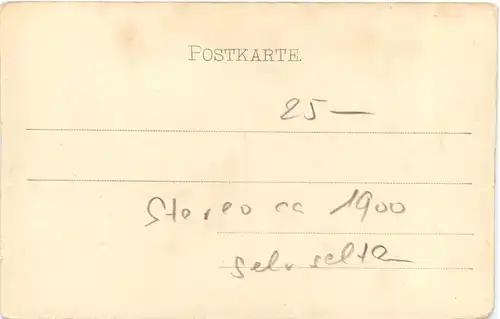 POSTKARTE.
25 —
Stereo ca 1900
sehr selten